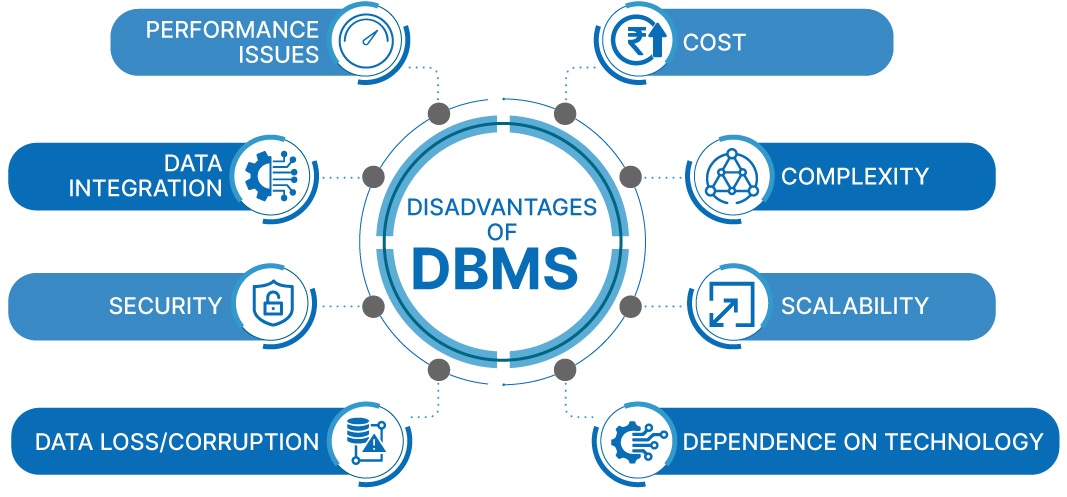 PERFORMANCE
ISSUES
₹
COST
DATA
INTEGRATION
COMPLEXITY
DISADVANTAGES
OF
DBMS
SECURITY
SCALABILITY
DATA LOSS/CORRUPTION
DEPENDENCE ON TECHNOLOGY